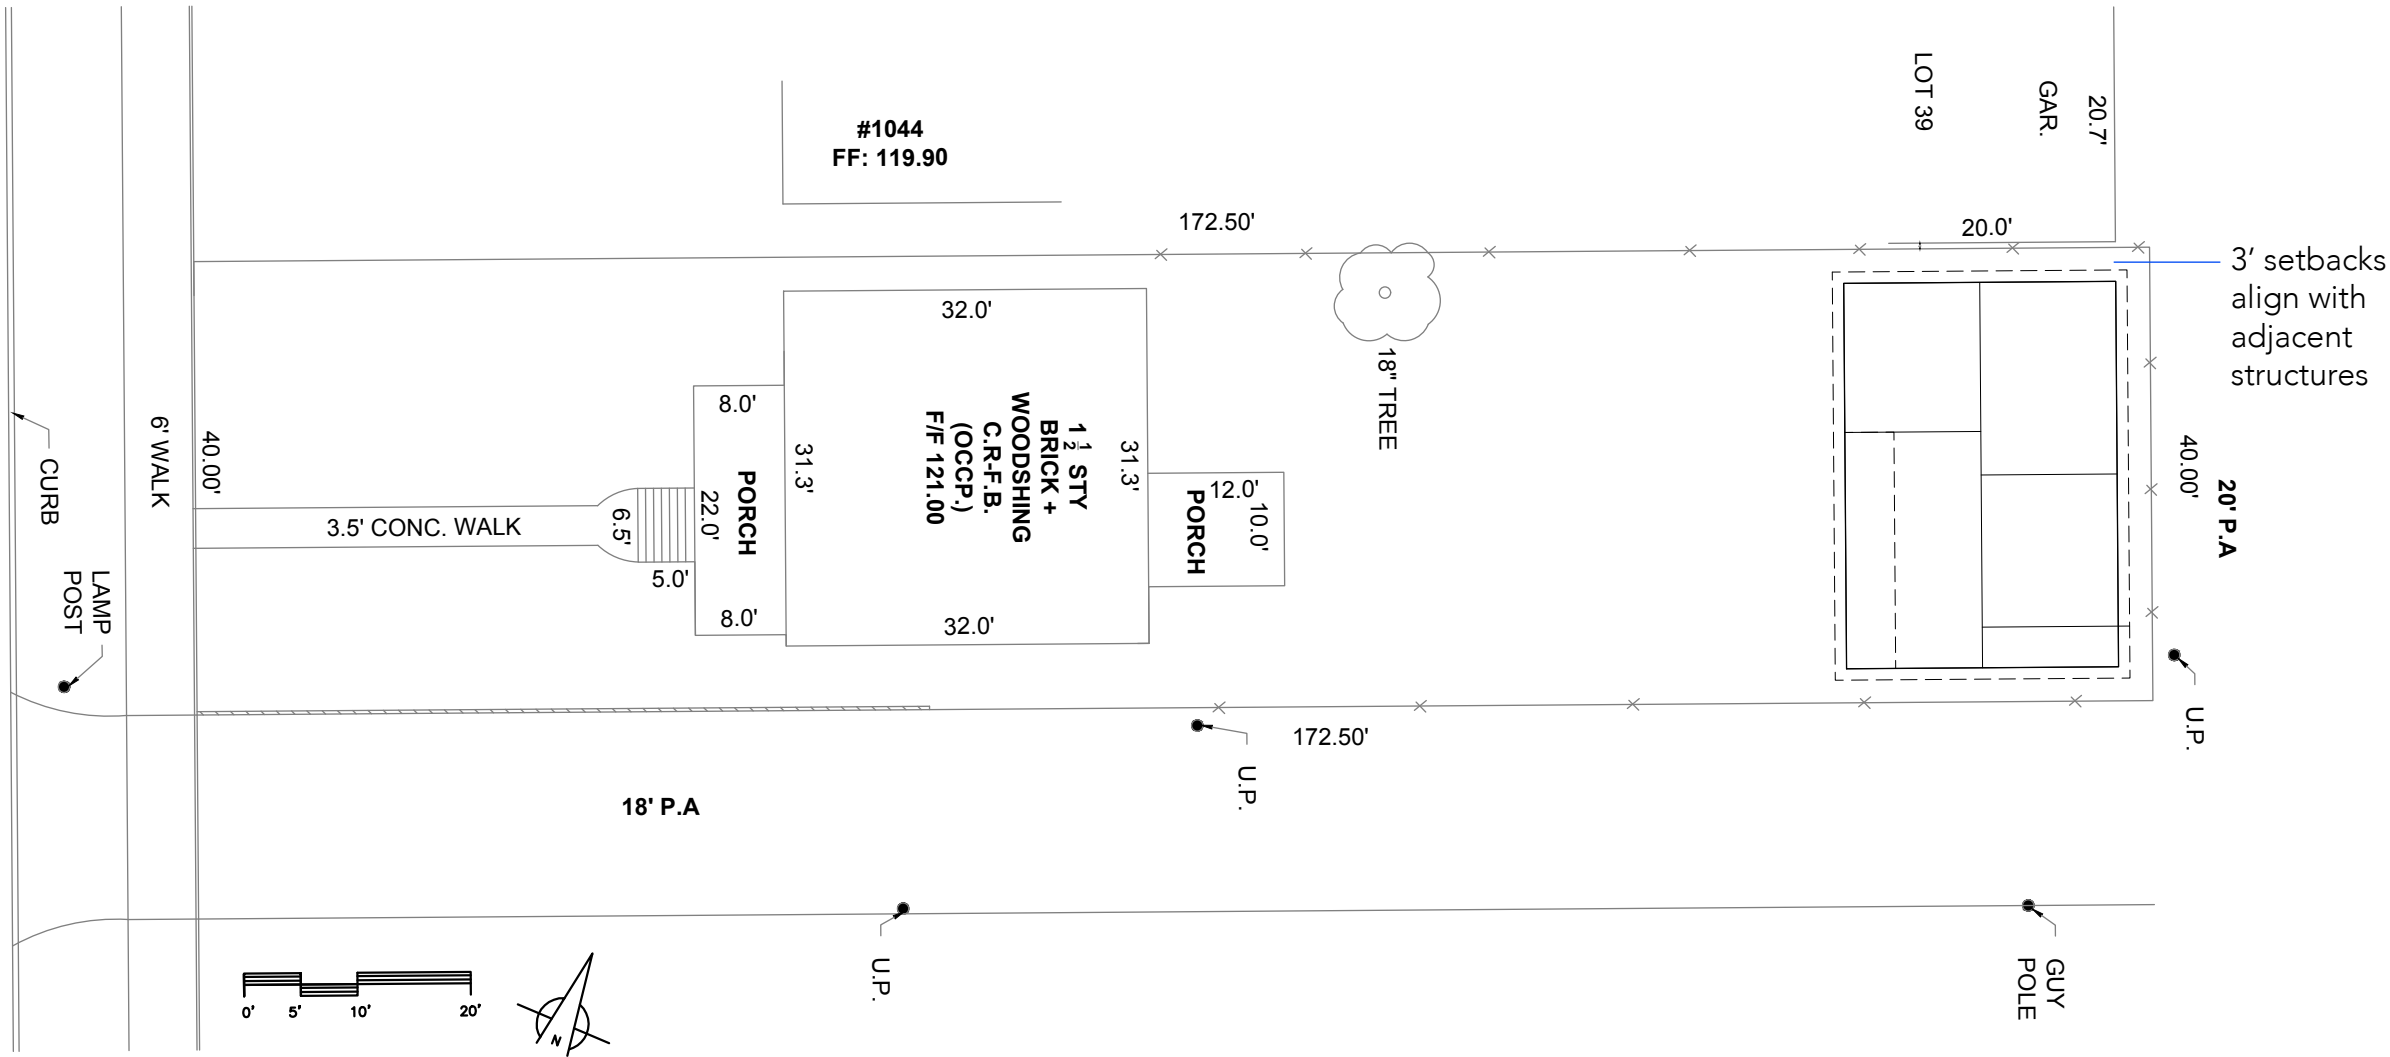 #1044
FF: 119.90
LOT 39
GAR.
20.7'
172.50'
20.0'
3' setbacks
align with
adjacent
structures
32.0'
18" TREE
8.0'
31.3'
1 1/2 STY
BRICK +
WOODSHING
C.R-F.B.
(OCCP.)
F/F 121.00
31.3'
6' WALK
40.00'
CURB
3.5' CONC. WALK
6.5'
22.0'
PORCH
5.0'
8.0'
32.0'
12.0'
10.0'
PORCH
40.00'
20' P.A
LAMP
POST
U.P.
172.50'
U.P.
18' P.A
U.P.
GUY
POLE
0'
5'
10'
20'
N